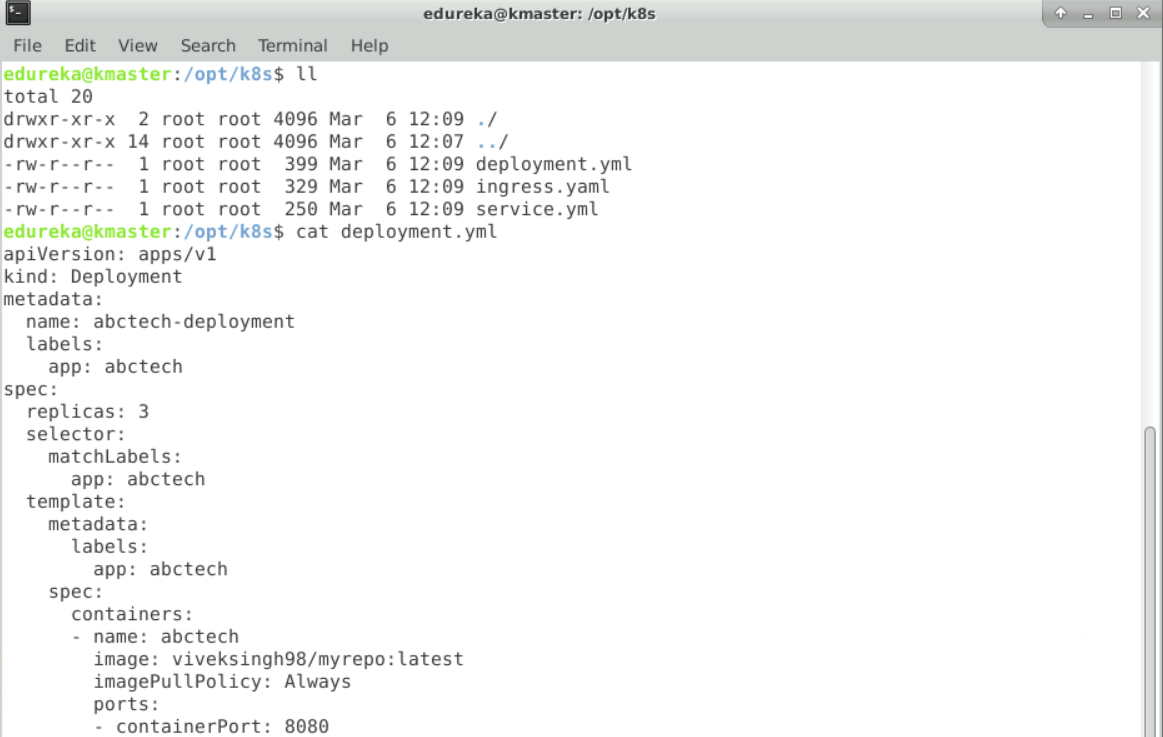 edureka@kmaster: /opt/k8s
File Edit View Search Terminal Help
edureka@kmaster:/opt/k8s$ ll
total 20
drwxr-xr-x  2 root root 4096 Mar  6 12:09 ./
drwxr-xr-x 14 root root 4096 Mar  6 12:07 ../
-rw-r--r--  1 root root  399 Mar  6 12:09 deployment.yml
-rw-r--r--  1 root root  329 Mar  6 12:09 ingress.yaml
-rw-r--r--  1 root root  250 Mar  6 12:09 service.yml
edureka@kmaster:/opt/k8s$ cat deployment.yml
apiVersion: apps/v1
kind: Deployment
metadata:
  name: abctech-deployment
  labels:
    app: abctech
spec:
  replicas: 3
  selector:
    matchLabels:
      app: abctech
  template:
    metadata:
      labels:
        app: abctech
    spec:
      containers:
      - name: abctech
        image: viveksingh98/myrepo:latest
        imagePullPolicy: Always
        ports:
        - containerPort: 8080